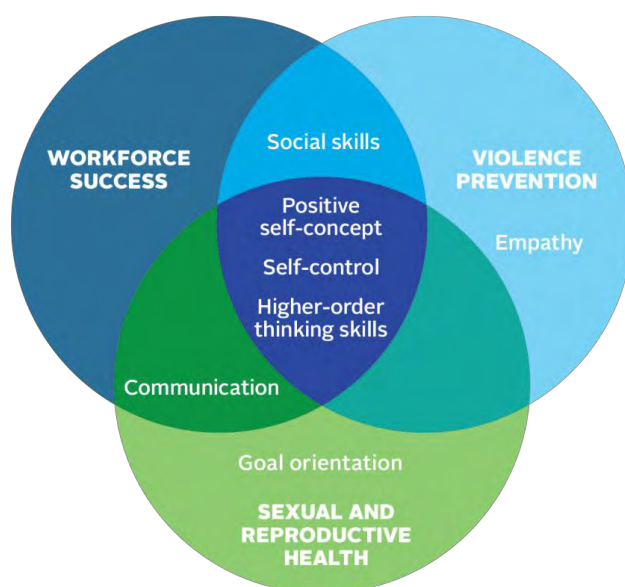 Social skills
WORKFORCE
SUCCESS
VIOLENCE
PREVENTION
Positive
self-concept
Empathy
Self-control
Higher-order
thinking skills
Communication
Goal orientation
SEXUAL AND
REPRODUCTIVE
HEALTH